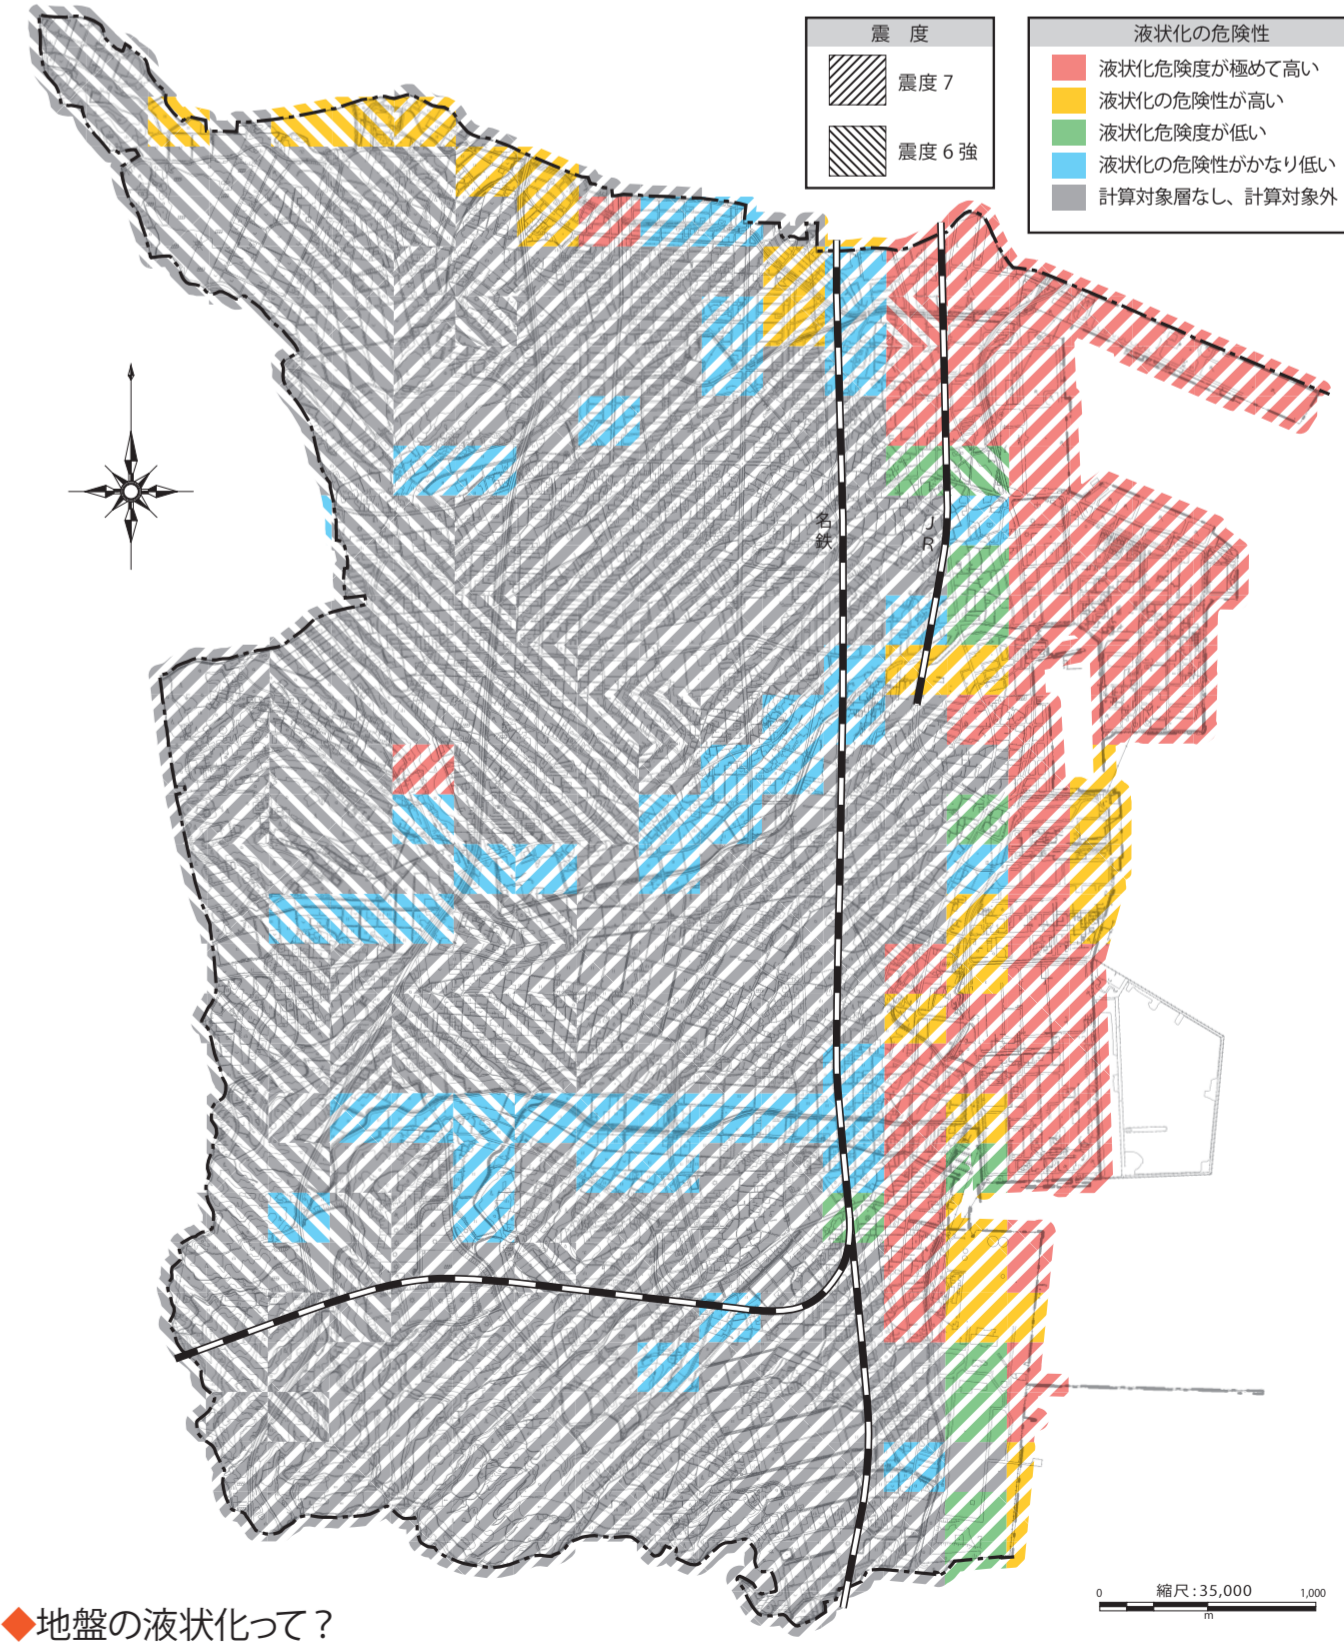 震 度
震度 7
震度 6 強
液状化の危険性
液状化危険度が極めて高い
液状化の危険性が高い
液状化危険度が低い
液状化の危険性がかなり低い
計算対象層なし、計算対象外
名鉄
JR
縮尺:35,000
0 1,000
m
◆地盤の液状化って？